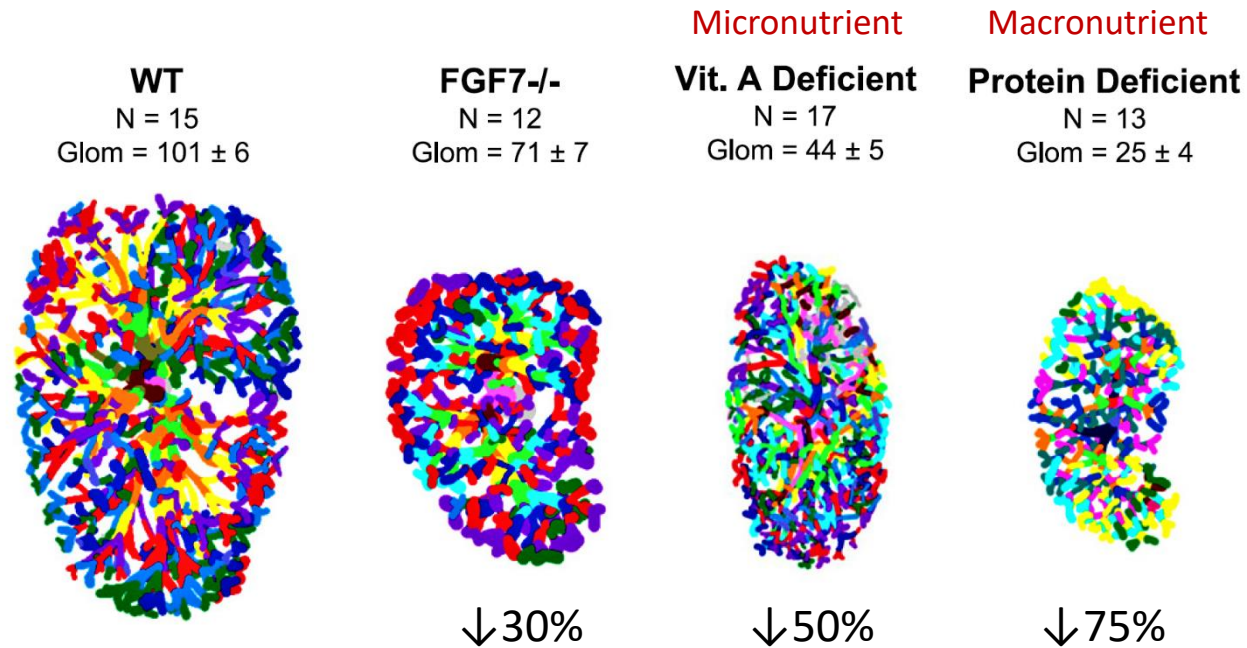 Micronutrient
Macronutrient
WT
N = 15
Glom = 101 ± 6
FGF7-/-
N = 12
Glom = 71 ± 7
Vit. A Deficient
N = 17
Glom = 44 ± 5
Protein Deficient
N = 13
Glom = 25 ± 4
↓30%
↓50%
↓75%